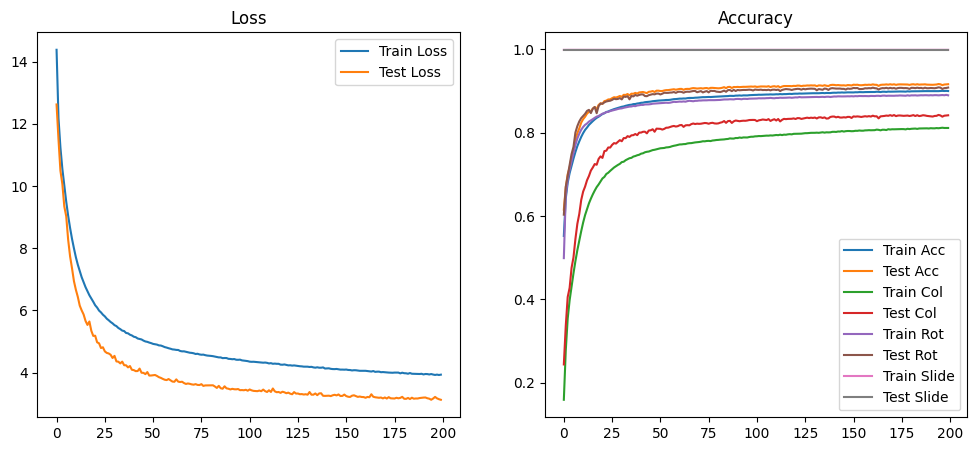 Loss
Train Loss
Test Loss
14
12
10
8
6
4
0
25
50
75
100
125
150
175
200
Accuracy
1.0
0.8
0.6
0.4
0.2
Train Acc
Test Acc
Train Col
Test Col
Train Rot
Test Rot
Train Slide
Test Slide
0
25
50
75
100
125
150
175
200